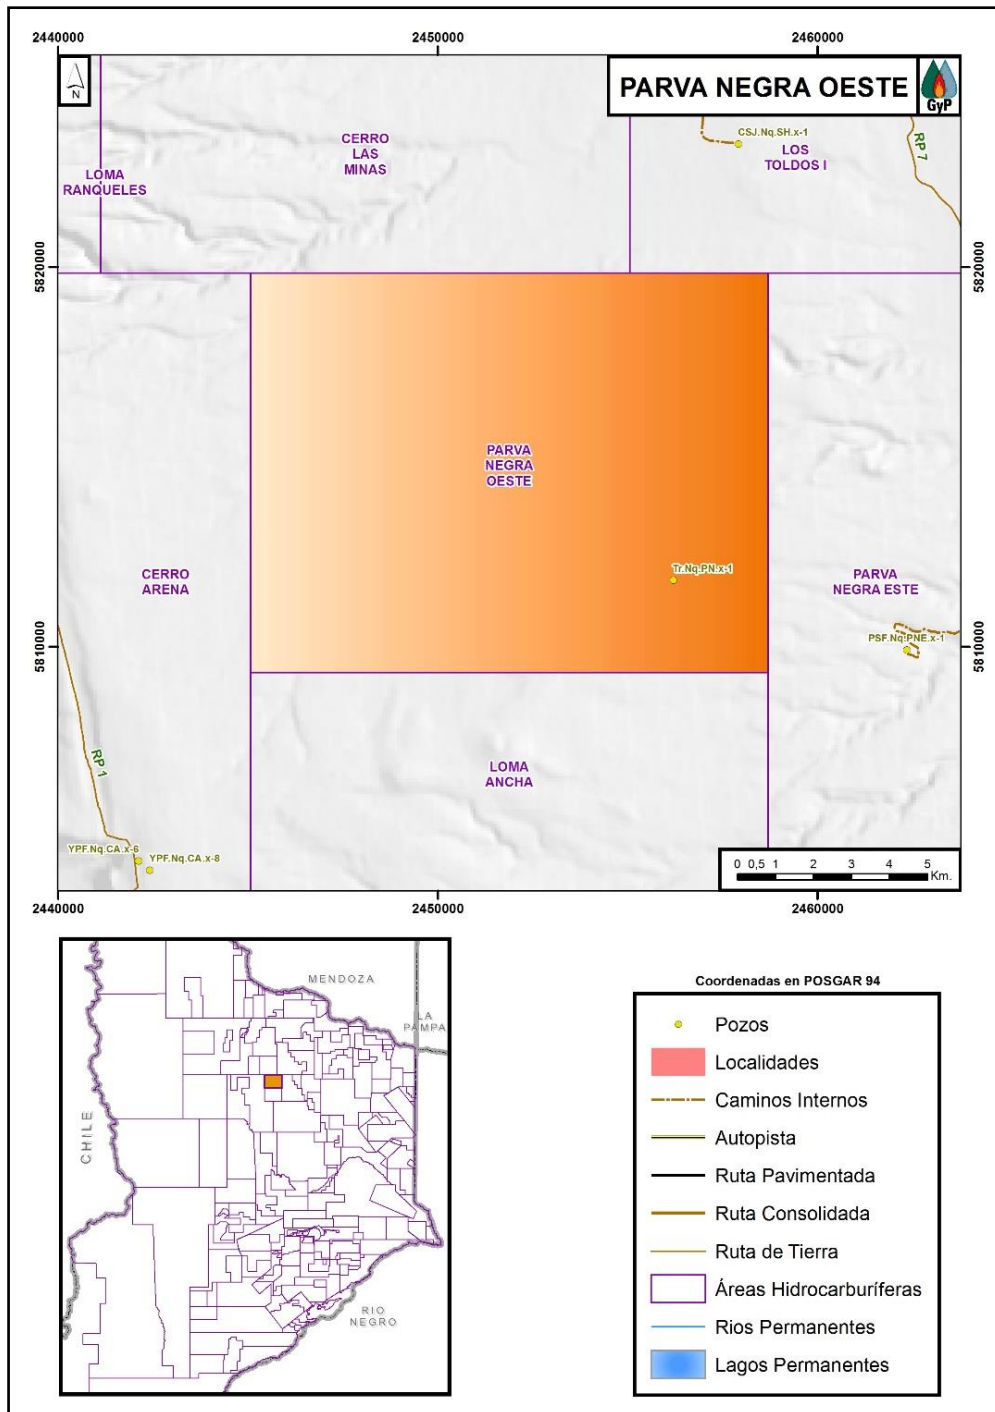 2440000
2450000
2460000
N
PARVA NEGRA OESTE
GyP
CSJ.Nq.SH.x-1
CERRO
LAS
MINAS
LOS
TOLDOS I
RP 7
LOMA
RANQUELES
5820000
5820000
PARVA
NEGRA
OESTE
Tr.Nq.PN.x-1
CERRO
ARENA
PARVA
NEGRA ESTE
PSF.Nq.PNE.x-1
5810000
5810000
RP 1
LOMA
ANCHA
YPF.Nq.CA.x-6
YPF.Nq.CA.x-8
0 0,5 1 2 3 4 5
Km.
2440000
2450000
2460000
MENDOZA
LA
PAMPA
CHILE
RIO
NEGRO
Coordenadas en POSGAR 94
Pozos
Localidades
Caminos Internos
Autopista
Ruta Pavimentada
Ruta Consolidada
Ruta de Tierra
Áreas Hidrocarburíferas
Rios Permanentes
Lagos Permanentes